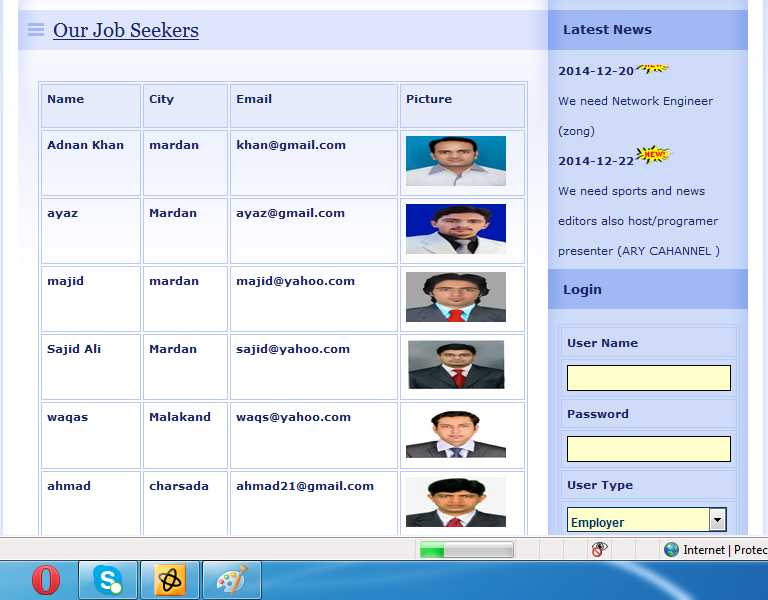 Our Job Seekers
Name City Email Picture
Adnan Khan mardan khan@gmail.com
ayaz Mardan ayaz@gmail.com
majid mardan majid@yahoo.com
Sajid Ali Mardan sajid@yahoo.com
waqas Malakand waqs@yahoo.com
ahmad charsada ahmad21@gmail.com
Latest News
2014-12-20 NEW!
We need Network Engineer
(zong)
2014-12-22 NEW!
We need sports and news
editors also host/programer
presenter (ARY CAHANNEL )
Login
User Name
Password
User Type
Employer
Internet | Protec